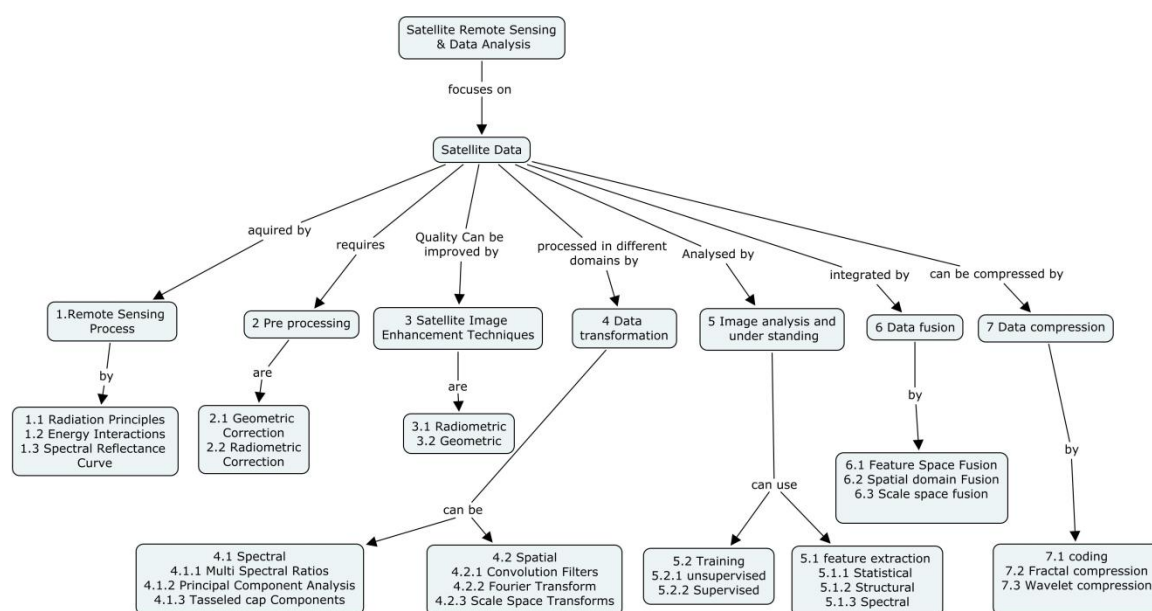 Satellite Remote Sensing
& Data Analysis
focuses on
Satellite Data
aquired by
requires
Quality Can be
improved by
processed in different
domains by
Analysed by
integrated by
can be compressed by
1.Remote Sensing
Process
2 Pre processing
3 Satellite Image
Enhancement Techniques
4 Data
transformation
5 Image analysis and
under standing
6 Data fusion
7 Data compression
by
are
are
by
by
can be
can use
1.1 Radiation Principles
1.2 Energy Interactions
1.3 Spectral Reflectance
Curve
2.1 Geometric
Correction
2.2 Radiometric
Correction
3.1 Radiometric
3.2 Geometric
6.1 Feature Space Fusion
6.2 Spatial domain Fusion
6.3 Scale space fusion
4.1 Spectral
4.1.1 Multi Spectral Ratios
4.1.2 Principal Component Analysis
4.1.3 Tasseled cap Components
4.2 Spatial
4.2.1 Convolution Filters
4.2.2 Fourier Transform
4.2.3 Scale Space Transforms
5.2 Training
5.2.1 unsupervised
5.2.2 Supervised
5.1 feature extraction
5.1.1 Statistical
5.1.2 Structural
5.1.3 Spectral
7.1 coding
7.2 Fractal compression
7.3 Wavelet compression